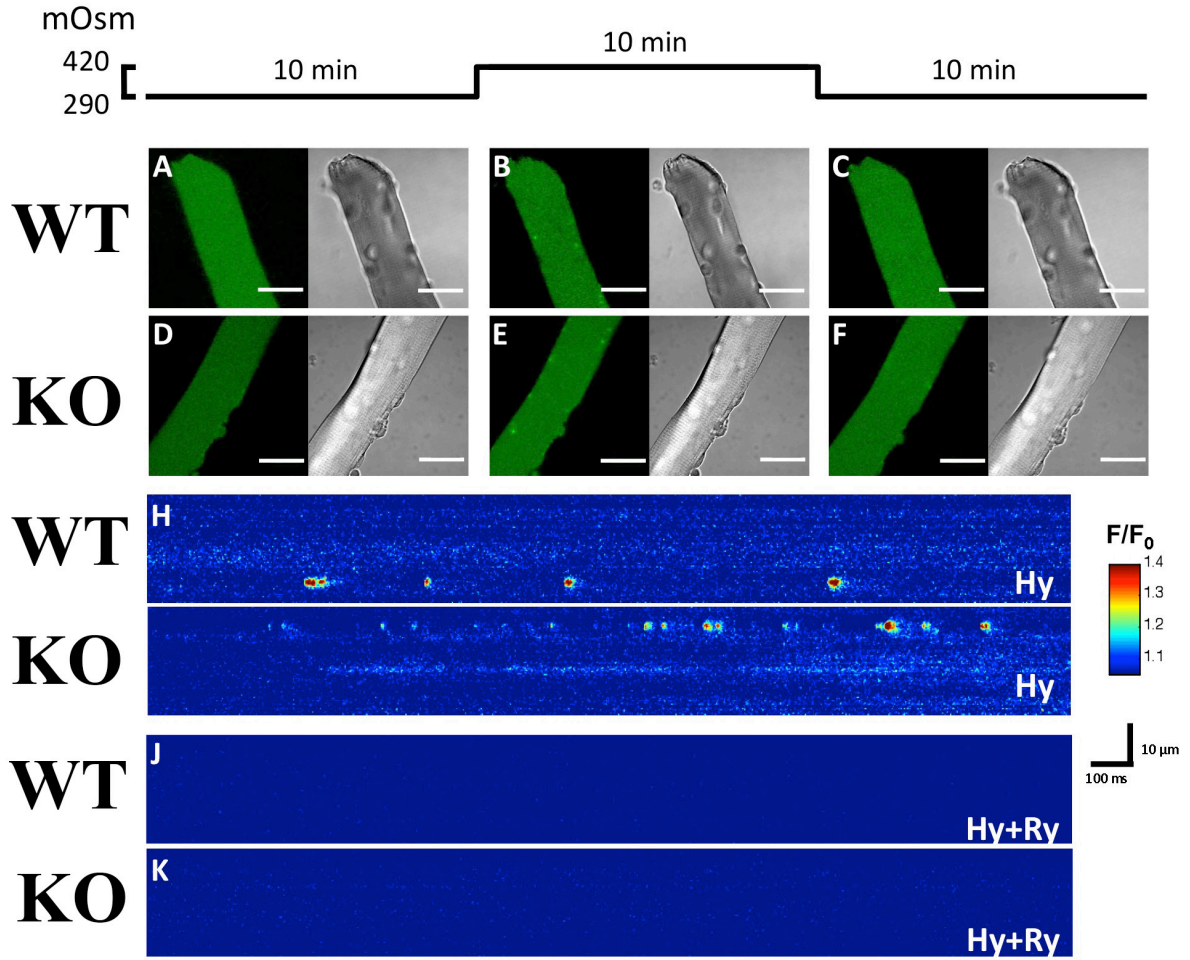 mOsm
420
290
10 min
10 min
10 min
WT
A
B
C
KO
D
E
F
WT
H
Hy
KO
Hy
F/F0
1.4
1.3
1.2
1.1
WT
J
Hy+Ry
10 µm
100 ms
KO
K
Hy+Ry